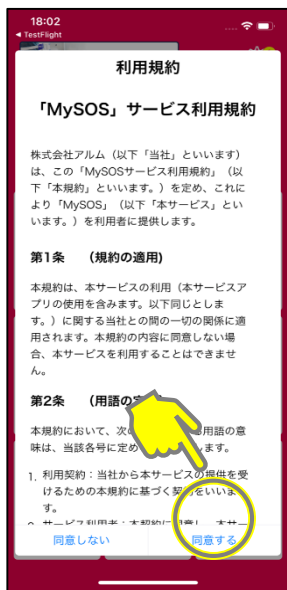 18:02
◀ TestFlight
利用規約
「MySOS」サービス利用規約
株式会社アルム（以下「当社」といいます）
は、この「MySOSサービス利用規約」（以
下「本規約」といいます。）を定め、これに
より「MySOS」（以下「本サービス」とい
います。）を利用者に提供します。
第1条　（規約の適用)
本規約は、本サービスの利用（本サービスア
プリの使用を含みます。以下同じとしま
す。）に関する当社との間の一切の関係に適
用されます。本規約の内容に同意しない場
合、本サービスを利用することはできませ
ん。
第2条　（用語の
本規約において、次の 用語の意
味は、当該各号に定め します。
1. 利用契約：当社から本サービスの提供を受
けるための本規約に基づく契約をいいま
す。
同意しない
同意する